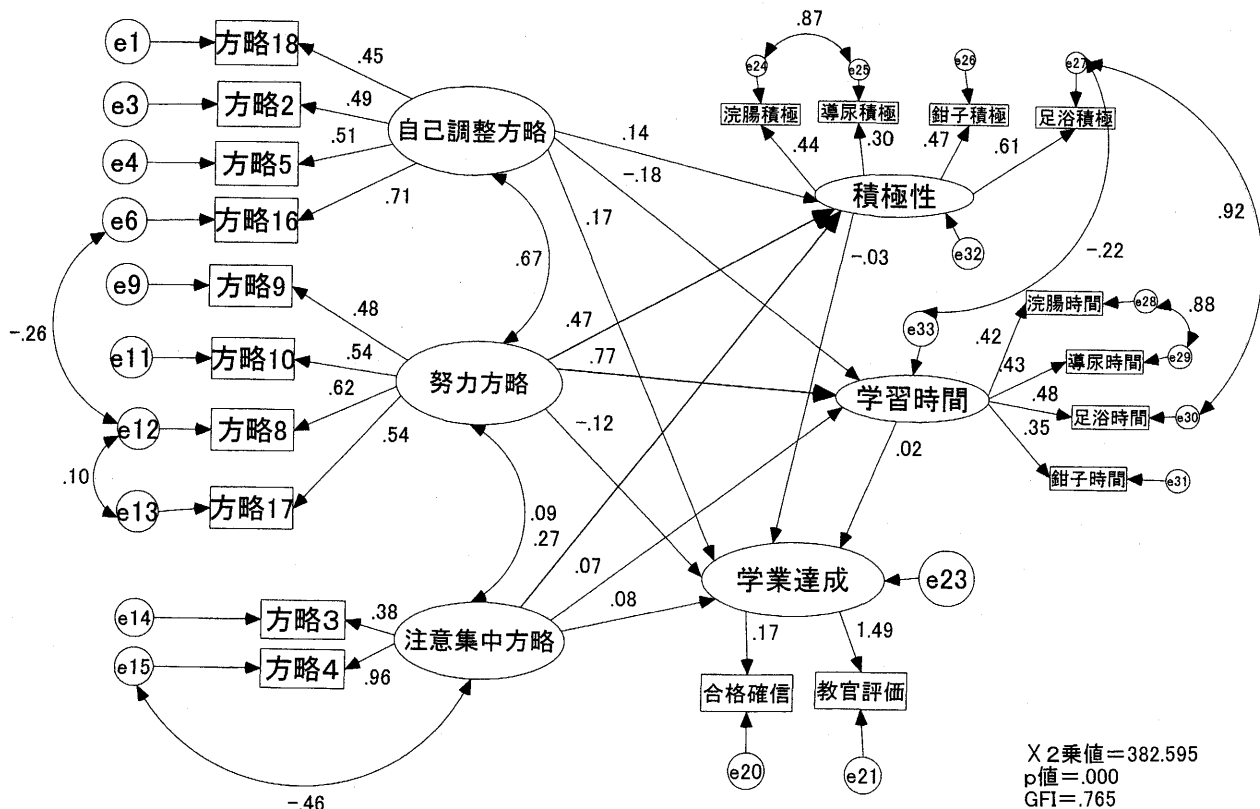 e1
方略18
.45
e3
方略2
.49
e4
方略5
.51
e6
方略16
.71
自己調整方略
e9
方略9
.48
e11
方略10
.54
e12
方略8
.62
e13
方略17
.54
努力方略
-.26
.10
.67
.09
e14
方略3
.38
e15
方略4
.96
注意集中方略
-.46
.14
-.18
.17
.47
.77
-.12
.27
.07
.08
.87
e24
e25
e26
e27
浣腸積極
導尿積極
鉗子積極
足浴積極
.44
.30
.47
.61
積極性
e32
-.03
-.22
.92
e33
学習時間
.42
浣腸時間
e28
.88
.43
導尿時間
e29
.48
足浴時間
e30
.35
鉗子時間
e31
.02
学業達成
e23
.17
1.49
合格確信
教官評価
e20
e21
X2乗値=382.595
p値=.000
GFI=.765